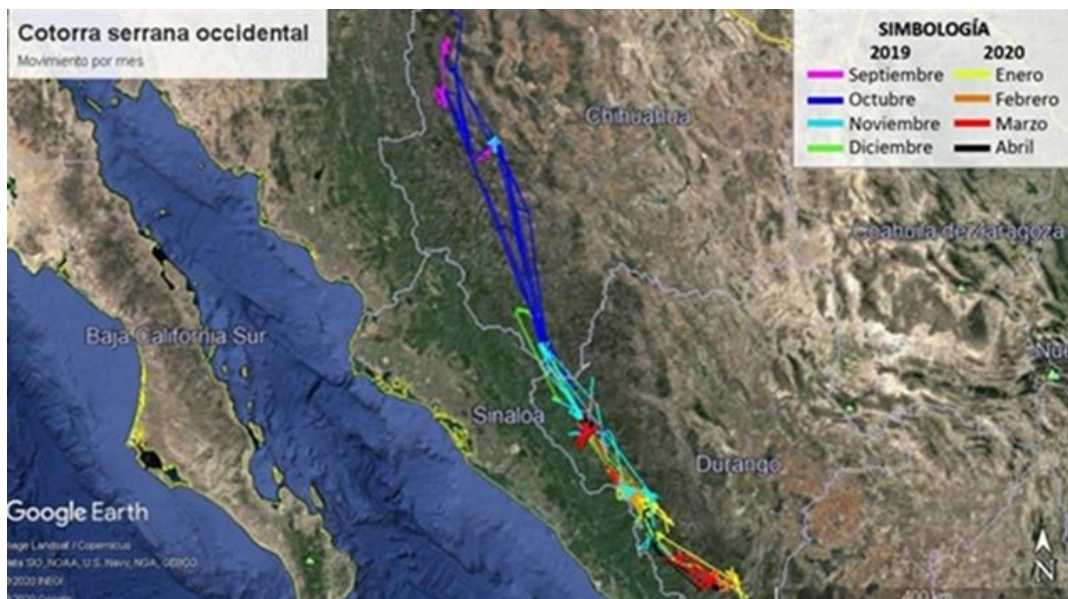 Cotorra serrana occidental
Movimiento por mes
SIMBOLOGÍA
2019 2020
Septiembre Enero
Octubre Febrero
Noviembre Marzo
Diciembre Abril
Chihuahua
Coahuila de Zaragoza
Baja California Sur
Sinaloa
Durango
Google Earth
Image Landsat / Copernicus
Data SIO, NOAA, U.S. Navy, NGA, GEBCO
©2020 INEGI
N
400 km